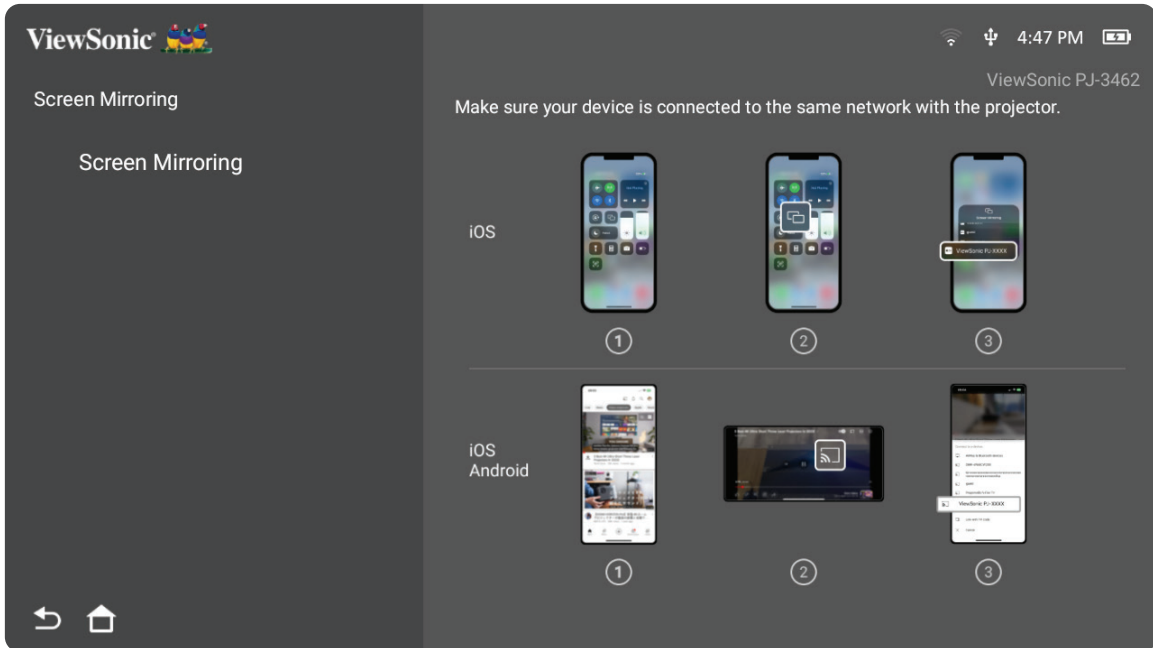 ViewSonic
4:47 PM
ViewSonic PJ-3462
Screen Mirroring
Make sure your device is connected to the same network with the projector.
Screen Mirroring
iOS
Screen Mirroring
ViewSonic PJ-XXXX
1
2
3
iOS
Android
ViewSonic PJ-XXXX
1
2
3